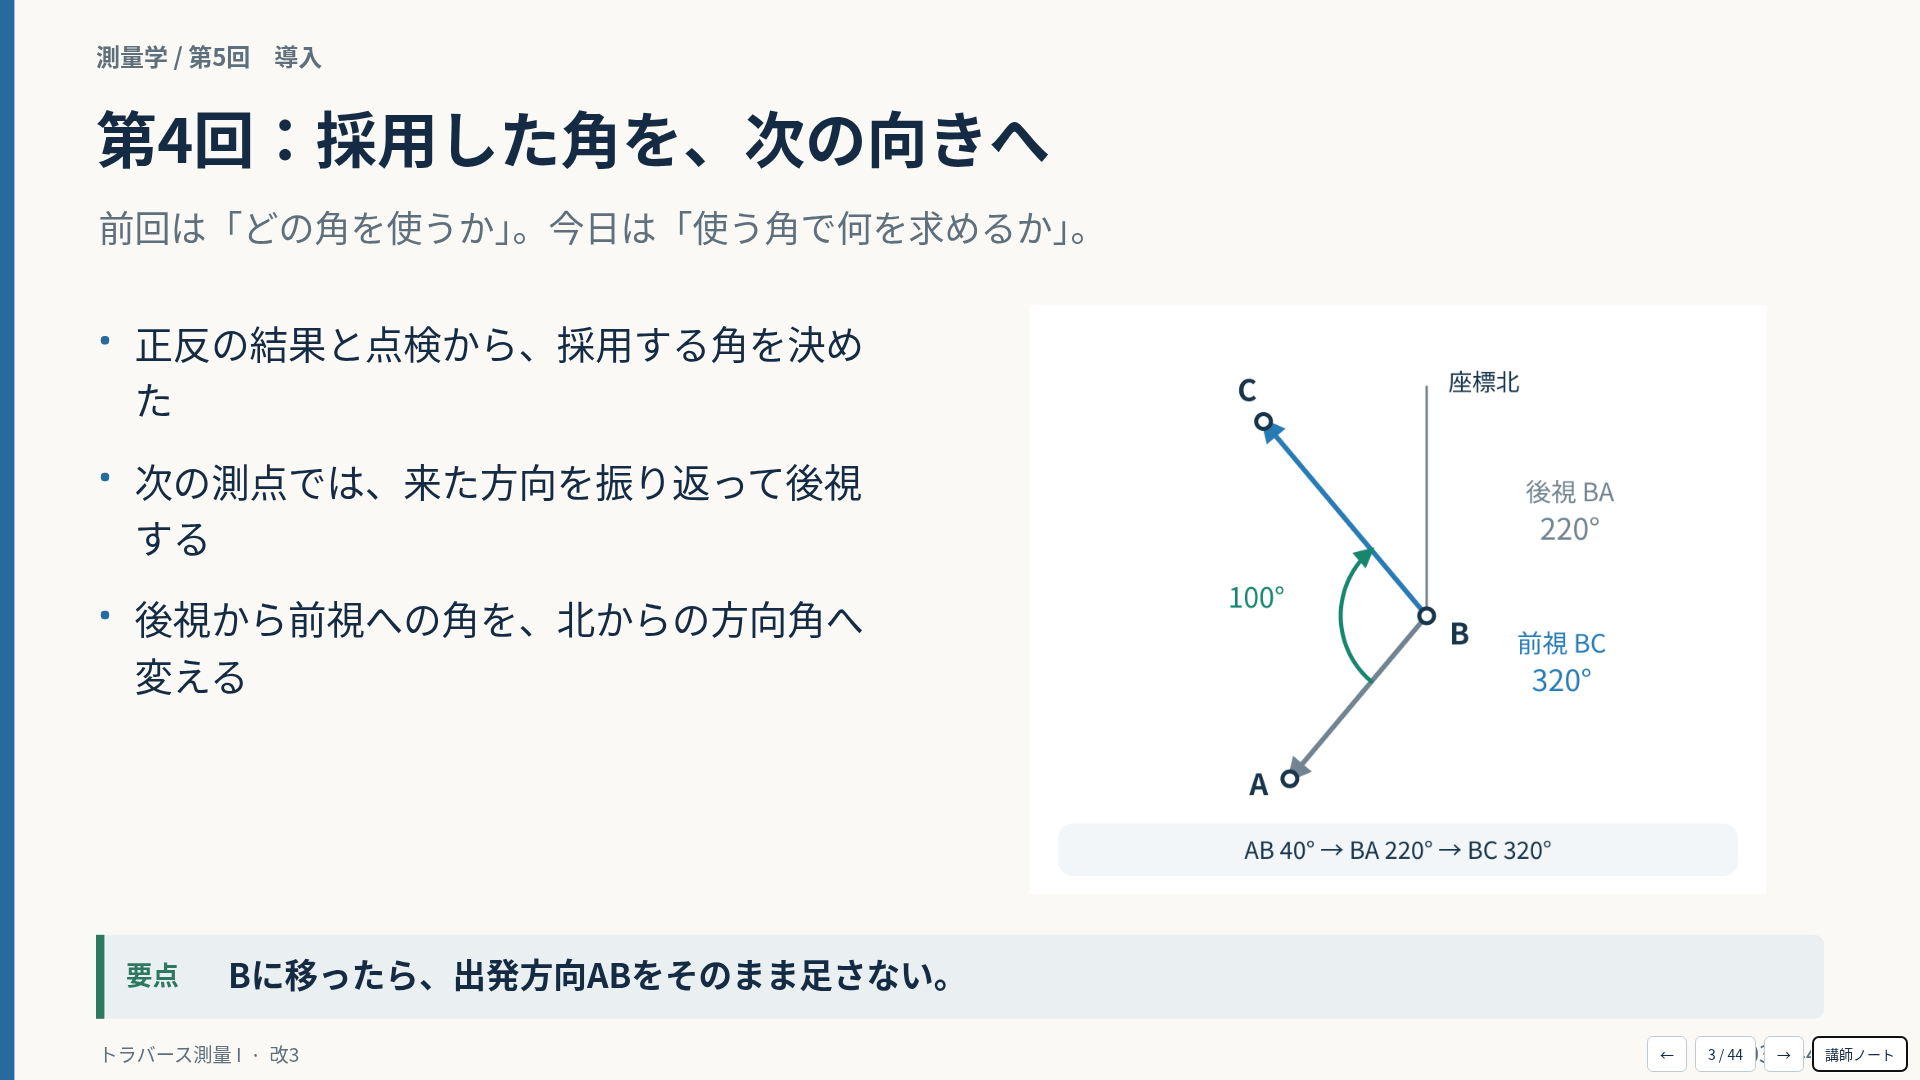 測量学 / 第5回　導入
第4回：採用した角を、次の向きへ
前回は「どの角を使うか」。今日は「使う角で何を求めるか」。
• 正反の結果と点検から、採用する角を決め
た
• 次の測点では、来た方向を振り返って後視
する
• 後視から前視への角を、北からの方向角へ
変える
C
座標北
後視 BA
220°
100°
B
前視 BC
320°
A
AB 40° → BA 220° → BC 320°
要点　Bに移ったら、出発方向ABをそのまま足さない。
トラバース測量 I · 改3
← 3 / 44 → 講師ノート